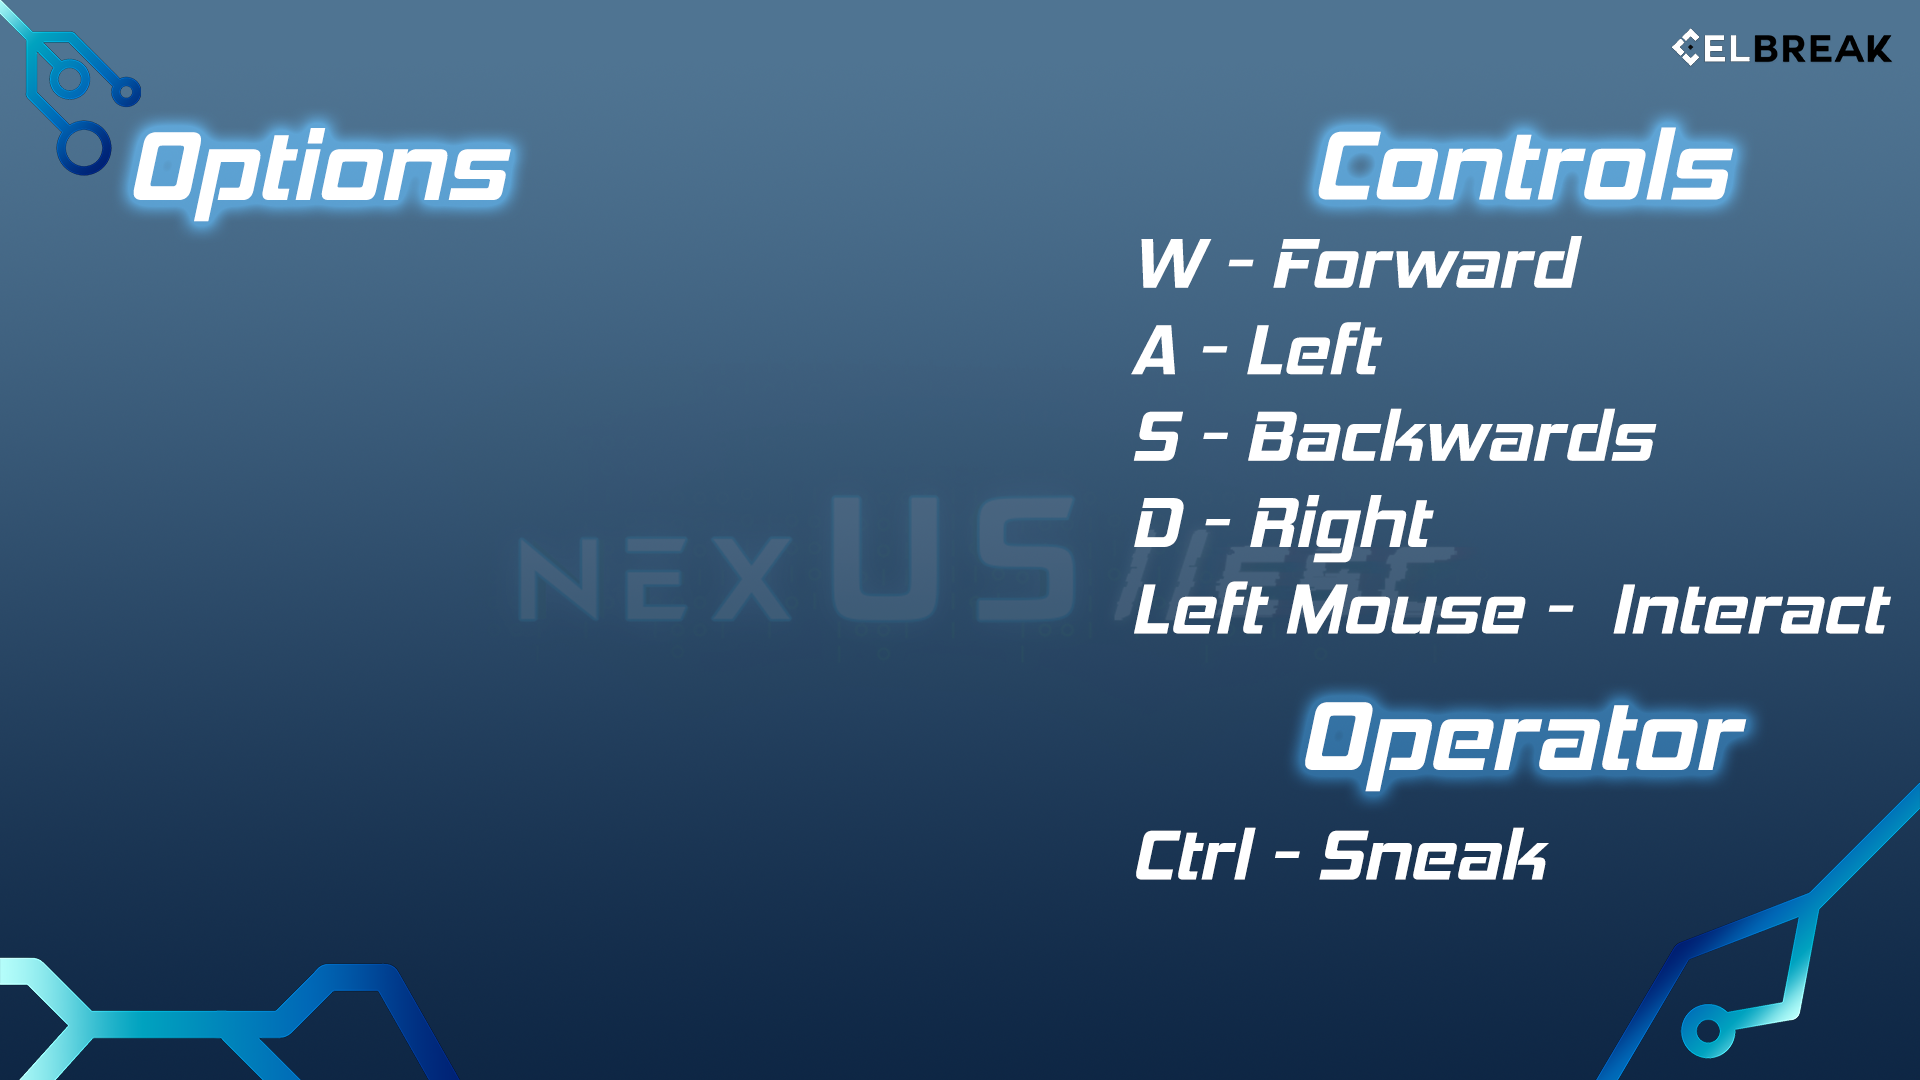 ELBREAK
Options
Controls
W - Forward
A - Left
S - Backwards
D - Right
nexUS
Left Mouse - Interact
Operator
Ctrl - Sneak